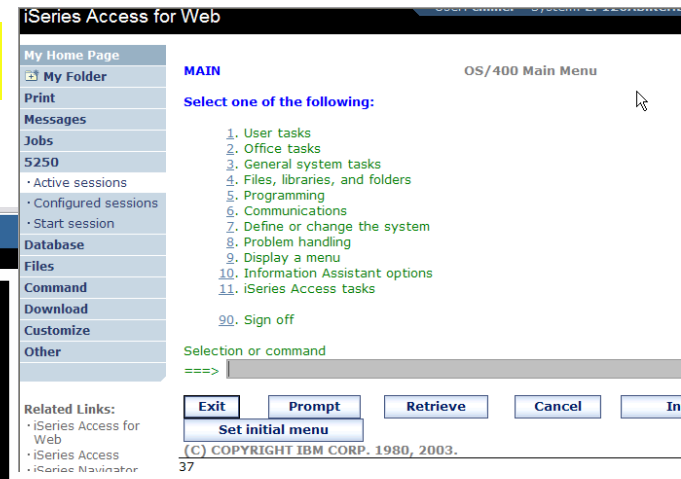 iSeries Access for Web
My Home Page
My Folder
Print
Messages
Jobs
5250
· Active sessions
· Configured sessions
· Start session
Database
Files
Command
Download
Customize
Other
Related Links:
· iSeries Access for
Web
· iSeries Access
· iSeries Navigator
MAIN OS/400 Main Menu
Select one of the following:
1. User tasks
2. Office tasks
3. General system tasks
4. Files, libraries, and folders
5. Programming
6. Communications
7. Define or change the system
8. Problem handling
9. Display a menu
10. Information Assistant options
11. iSeries Access tasks
90. Sign off
Selection or command
===>
Exit Prompt Retrieve Cancel In
Set initial menu
(C) COPYRIGHT IBM CORP. 1980, 2003.
37